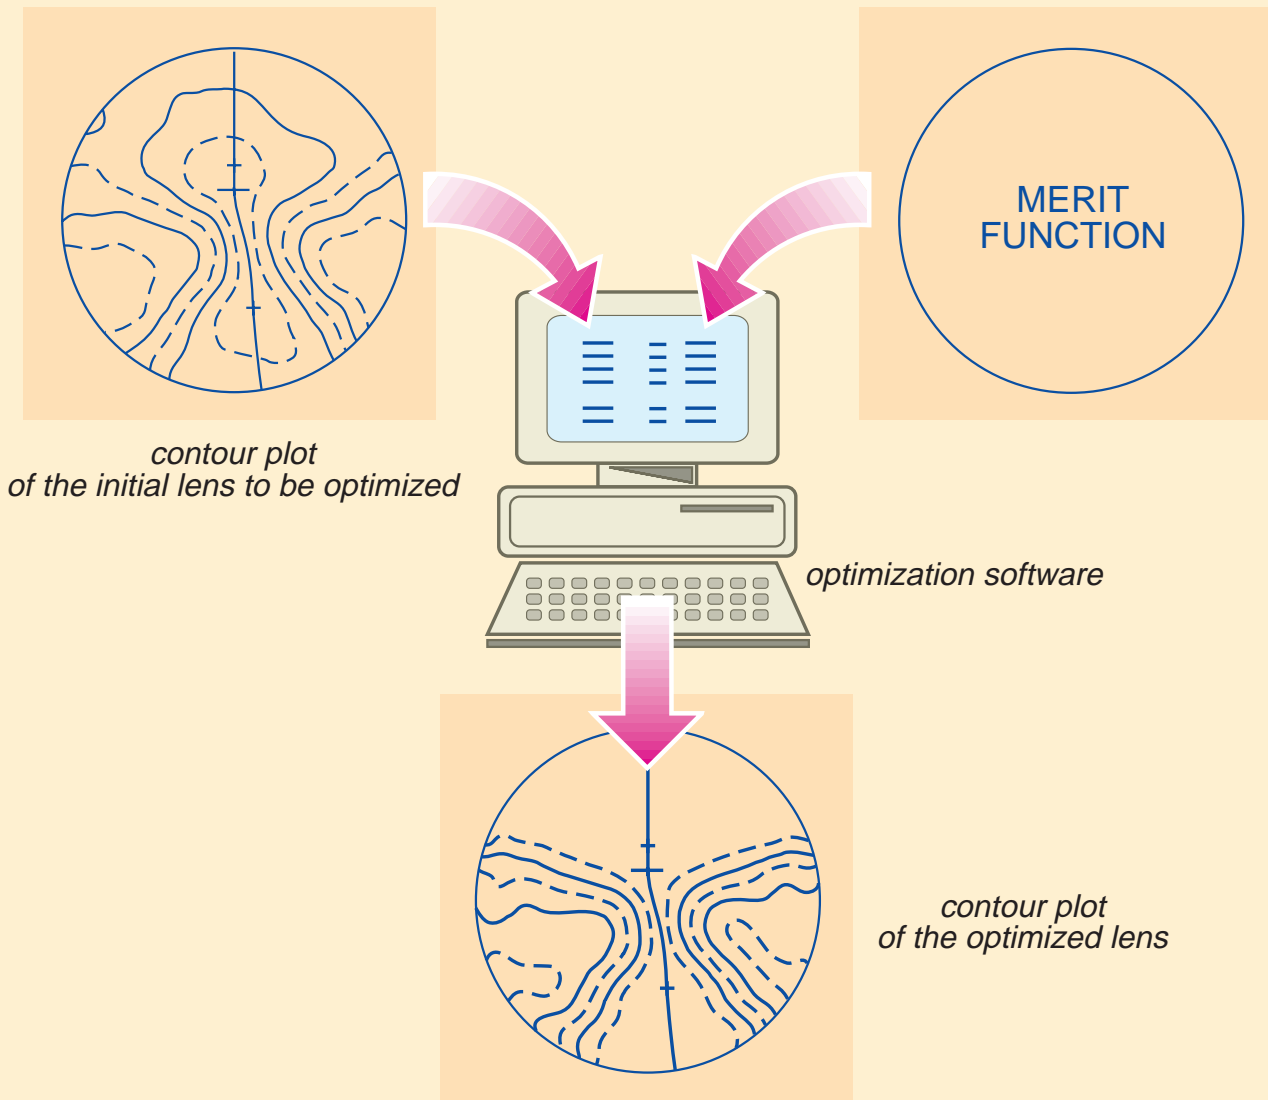 MERIT
FUNCTION
contour plot
of the initial lens to be optimized
optimization software
contour plot
of the optimized lens